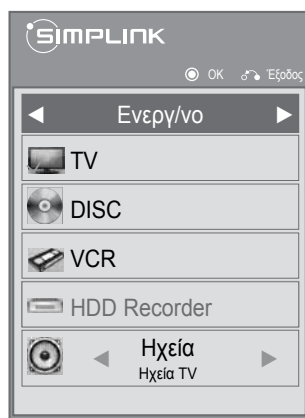 SIMPLINK
OK Έξοδος
Ενεργ/νο
TV
DISC
VCR
HDD Recorder
Ηχεία
Ηχεία TV